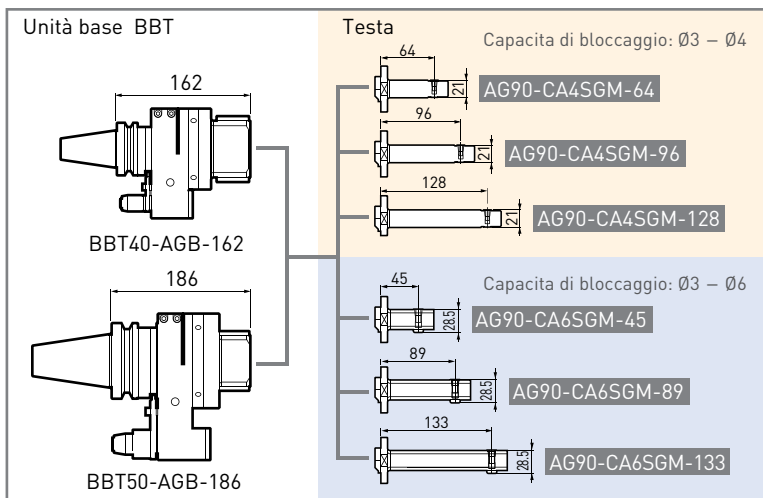 Unità base BBT
162
BBT40-AGB-162
186
BBT50-AGB-186
Testa
Capacita di bloccaggio: Ø3 – Ø4
64
21
AG90-CA4SGM-64
96
21
AG90-CA4SGM-96
128
21
AG90-CA4SGM-128
Capacita di bloccaggio: Ø3 – Ø6
45
28.5
AG90-CA6SGM-45
89
28.5
AG90-CA6SGM-89
133
28.5
AG90-CA6SGM-133